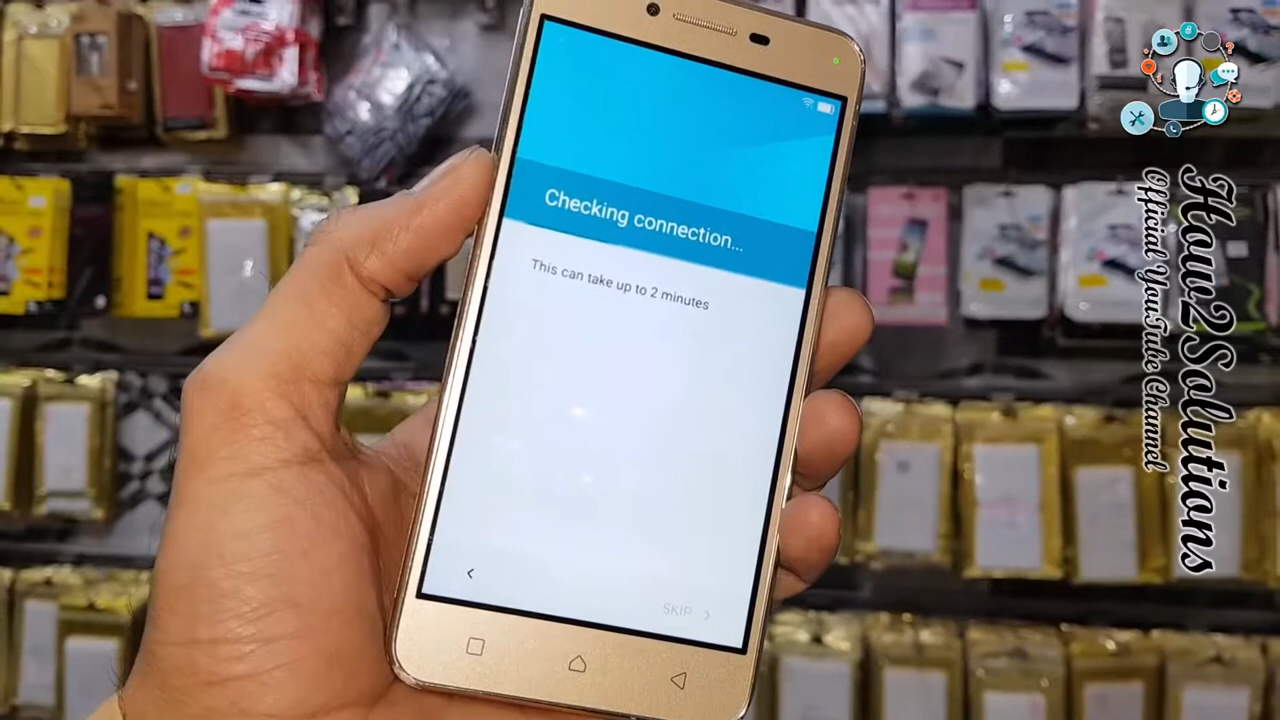 Checking connection...
This can take up to 2 minutes
SKIP
How2Solutions
Official YouTube Channel